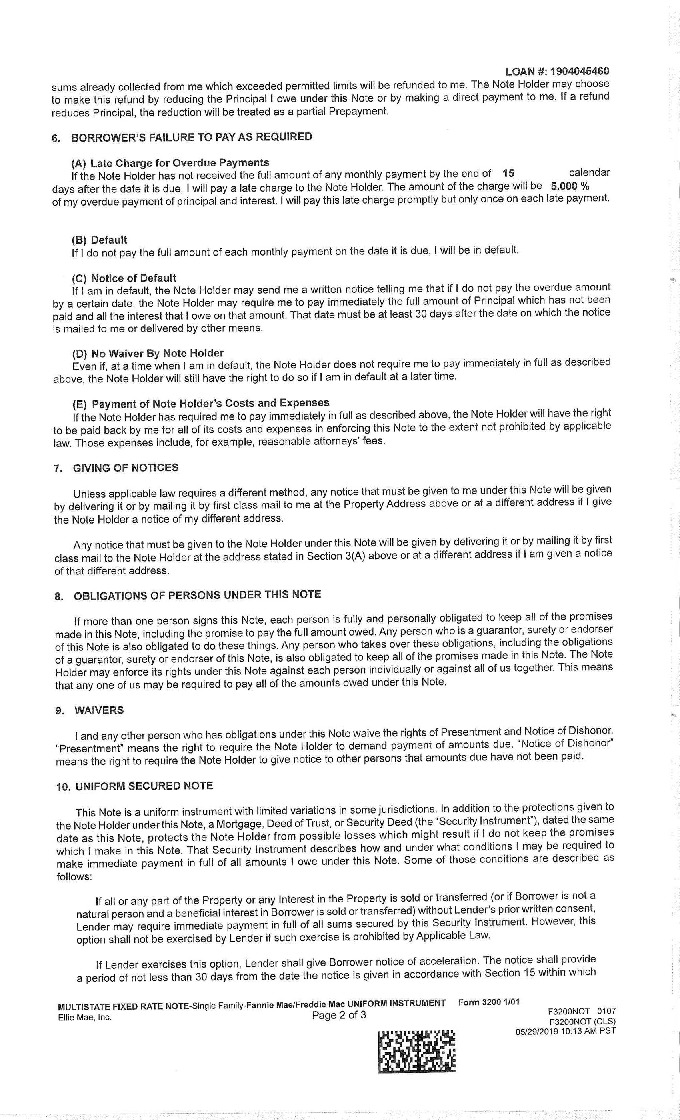 LOAN #: 1904045460
sums already collected from me which exceeded permitted limits will be refunded to me. The Note Holder may choose
to make this refund by reducing the Principal I owe under this Note or by making a direct payment to me. If a refund
reduces Principal, the reduction will be treated as a partial Prepayment.
6. BORROWER'S FAILURE TO PAY AS REQUIRED
(A) Late Charge for Overdue Payments
If the Note Holder has not received the full amount of any monthly payment by the end of 15 calendar
days after the date it is due, I will pay a late charge to the Note Holder. The amount of the charge will be 5.000 %
of my overdue payment of principal and interest. I will pay this late charge promptly but only once on each late payment.
(B) Default
If I do not pay the full amount of each monthly payment on the date it is due, I will be in default.
(C) Notice of Default
If I am in default, the Note Holder may send me a written notice telling me that if I do not pay the overdue amount
by a certain date, the Note Holder may require me to pay immediately the full amount of Principal which has not been
paid and all the interest that I owe on that amount. That date must be at least 30 days after the date on which the notice
is mailed to me or delivered by other means.
(D) No Waiver By Note Holder
Even if, at a time when I am in default, the Note Holder does not require me to pay immediately in full as described
above, the Note Holder will still have the right to do so if I am in default at a later time.
(E) Payment of Note Holder's Costs and Expenses
If the Note Holder has required me to pay immediately in full as described above, the Note Holder will have the right
to be paid back by me for all of its costs and expenses in enforcing this Note to the extent not prohibited by applicable
law. Those expenses include, for example, reasonable attorneys' fees.
7. GIVING OF NOTICES
Unless applicable law requires a different method, any notice that must be given to me under this Note will be given
by delivering it or by mailing it by first class mail to me at the Property Address above or at a different address if I give
the Note Holder a notice of my different address.
Any notice that must be given to the Note Holder under this Note will be given by delivering it or by mailing it by first
class mail to the Note Holder at the address stated in Section 3(A) above or at a different address if I am given a notice
of that different address.
8. OBLIGATIONS OF PERSONS UNDER THIS NOTE
If more than one person signs this Note, each person is fully and personally obligated to keep all of the promises
made in this Note, including the promise to pay the full amount owed. Any person who is a guarantor, surety or endorser
of this Note is also obligated to do these things. Any person who takes over these obligations, including the obligations
of a guarantor, surety or endorser of this Note, is also obligated to keep all of the promises made in this Note. The Note
Holder may enforce its rights under this Note against each person individually or against all of us together. This means
that any one of us may be required to pay all of the amounts owed under this Note.
9. WAIVERS
I and any other person who has obligations under this Note waive the rights of Presentment and Notice of Dishonor.
"Presentment" means the right to require the Note Holder to demand payment of amounts due. "Notice of Dishonor"
means the right to require the Note Holder to give notice to other persons that amounts due have not been paid.
10. UNIFORM SECURED NOTE
This Note is a uniform instrument with limited variations in some jurisdictions. In addition to the protections given to
the Note Holder under this Note, a Mortgage, Deed of Trust, or Security Deed (the "Security Instrument"), dated the same
date as this Note, protects the Note Holder from possible losses which might result if I do not keep the promises
which I make in this Note. That Security Instrument describes how and under what conditions I may be required to
make immediate payment in full of all amounts I owe under this Note. Some of those conditions are described as
follows:
If all or any part of the Property or any Interest in the Property is sold or transferred (or if Borrower is not a
natural person and a beneficial interest in Borrower is sold or transferred) without Lender's prior written consent,
Lender may require immediate payment in full of all sums secured by this Security Instrument. However, this
option shall not be exercised by Lender if such exercise is prohibited by Applicable Law.
If Lender exercises this option, Lender shall give Borrower notice of acceleration. The notice shall provide
a period of not less than 30 days from the date the notice is given in accordance with Section 15 within which
MULTISTATE FIXED RATE NOTE-Single Family-Fannie Mae/Freddie Mac UNIFORM INSTRUMENT Form 3200 1/01
Ellie Mae, Inc. Page 2 of 3 F3200NOT 0107
F3200NOT (CLS)
05/29/2019 10:13 AM PST